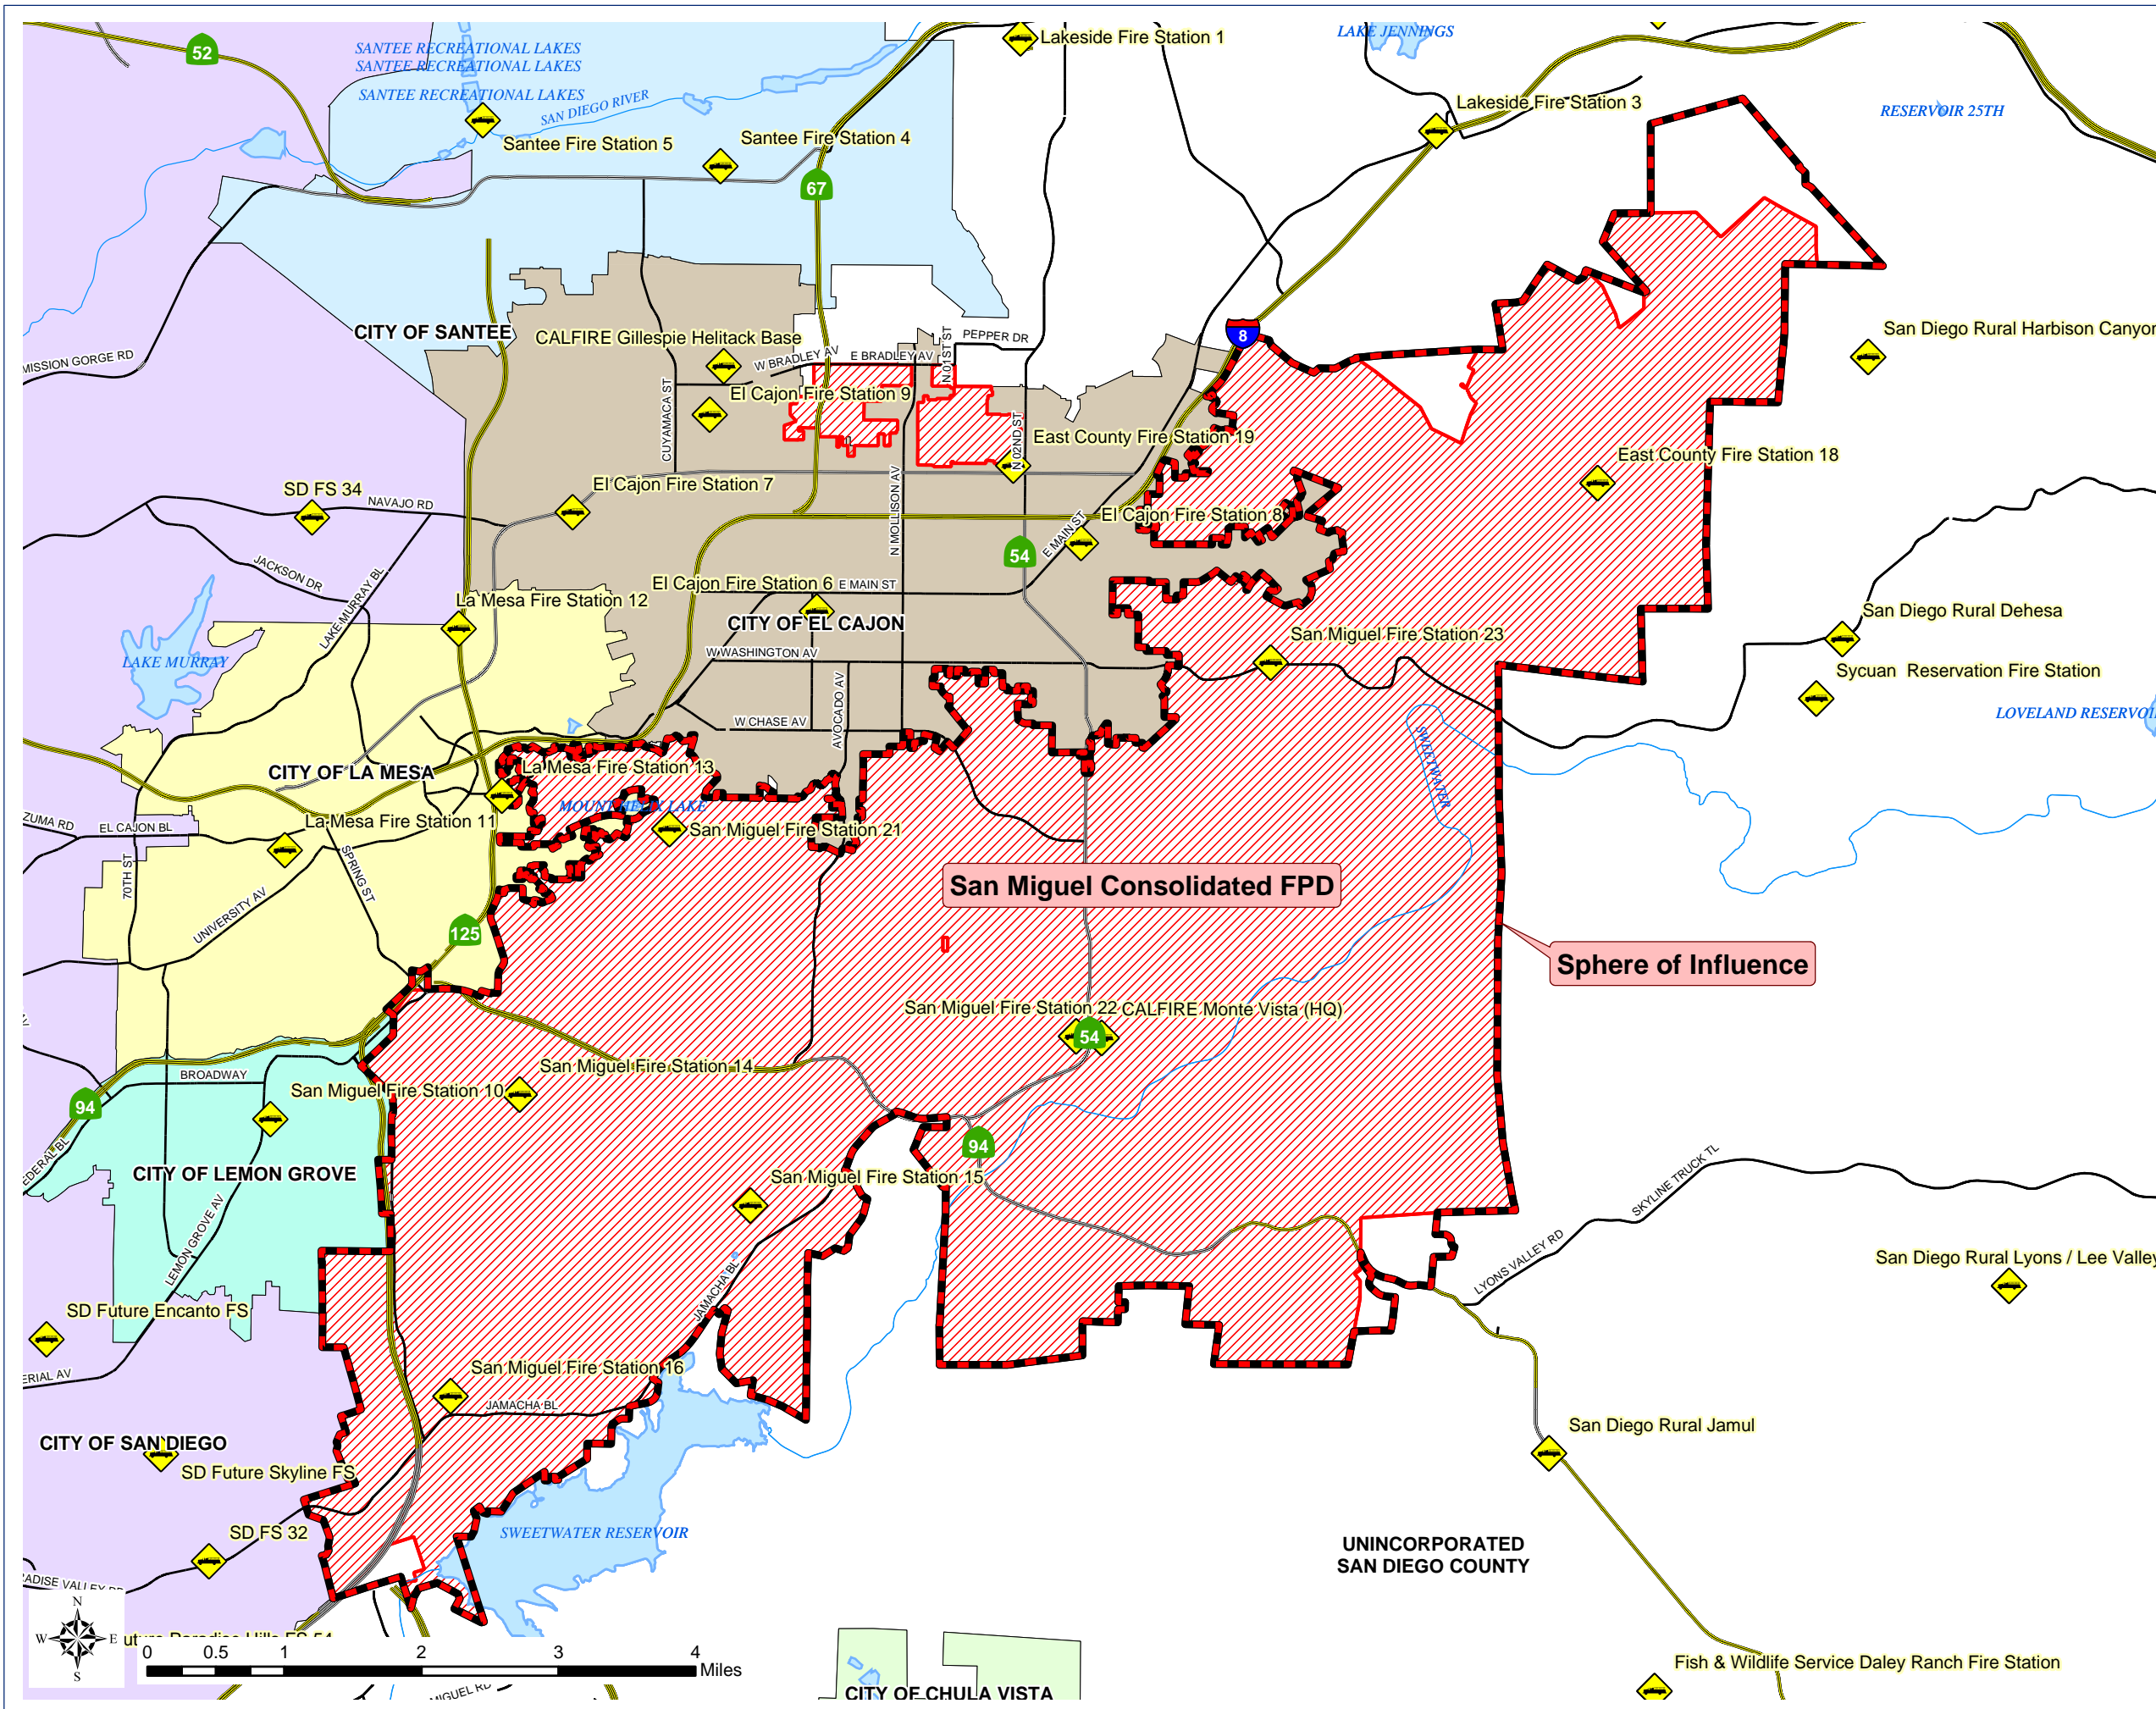 Lakeside Fire Station 1
LAKE JENNINGS
52
SANTEE RECREATIONAL LAKES
SANTEE RECREATIONAL LAKES
SANTEE RECREATIONAL LAKES
SAN DIEGO RIVER
Lakeside Fire Station 3
RESERVOIR 25TH
Santee Fire Station 5
Santee Fire Station 4
67
CITY OF SANTEE
CALFIRE Gillespie Helitack Base
PEPPER DR
8
San Diego Rural Harbison Canyon
MISSION GORGE RD
W BRADLEY AV
E BRADLEY AV
N 01ST ST
CUYAMACA ST
El Cajon Fire Station 9
N 02ND ST
East County Fire Station 19
East County Fire Station 18
El Cajon Fire Station 7
SD FS 34
NAVAJO RD
N MOLLISON AV
El Cajon Fire Station 8
E MAIN ST
54
JACKSON DR
LAKE MURRAY BL
El Cajon Fire Station 6
E MAIN ST
La Mesa Fire Station 12
San Diego Rural Dehesa
CITY OF EL CAJON
San Miguel Fire Station 23
LAKE MURRAY
W WASHINGTON AV
Sycuan Reservation Fire Station
AVOCADO AV
W CHASE AV
LOVELAND RESERVOI
SWEETWATER
CITY OF LA MESA
La Mesa Fire Station 13
MOUNT HELIX LAKE
ZUMA RD
EL CAJON BL
La Mesa Fire Station 11
San Miguel Fire Station 21
70TH ST
SPRING ST
UNIVERSITY AV
San Miguel Consolidated FPD
125
Sphere of Influence
San Miguel Fire Station 22
CALFIRE Monte Vista (HQ)
54
BROADWAY
San Miguel Fire Station 14
San Miguel Fire Station 10
94
94
EDERAL BL
CITY OF LEMON GROVE
San Miguel Fire Station 15
SKYLINE TRUCK TL
LEMON GROVE AV
LYONS VALLEY RD
San Diego Rural Lyons / Lee Valley
JAMACHA BL
SD Future Encanto FS
San Miguel Fire Station 16
ERIAL AV
JAMACHA BL
San Diego Rural Jamul
CITY OF SAN DIEGO
SD Future Skyline FS
SD FS 32
SWEETWATER RESERVOIR
UNINCORPORATED
SAN DIEGO COUNTY
N
W
E
S
0
0.5
1
2
3
4
Miles
Fish & Wildlife Service Daley Ranch Fire Station
CITY OF CHULA VISTA